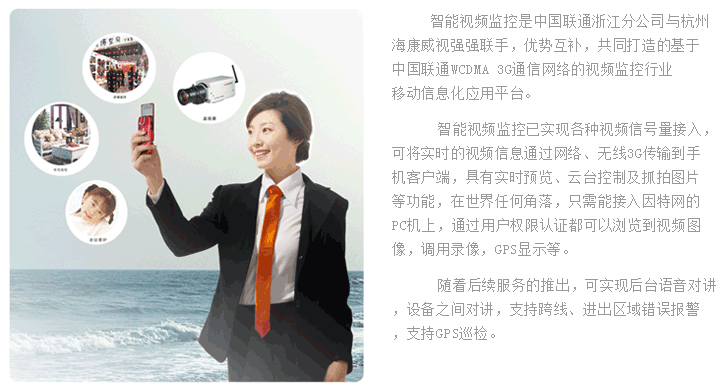 智能视频监控是中国联通浙江分公司与杭州
海康威视强强联手，优势互补，共同打造的基于
中国联通WCDMA 3G通信网络的视频监控行业
移动信息化应用平台。
智能视频监控已实现各种视频信号量接入，
可将实时的视频信息通过网络、无线3G传输到手
机客户端，具有实时预览、云台控制及抓拍图片
等功能，在世界任何角落，只需能接入因特网的
PC机上，通过用户权限认证都可以浏览到视频图
像，调用录像，GPS显示等。
随着后续服务的推出，可实现后台语音对讲
，设备之间对讲，支持跨线、进出区域错误报警
，支持GPS巡检。